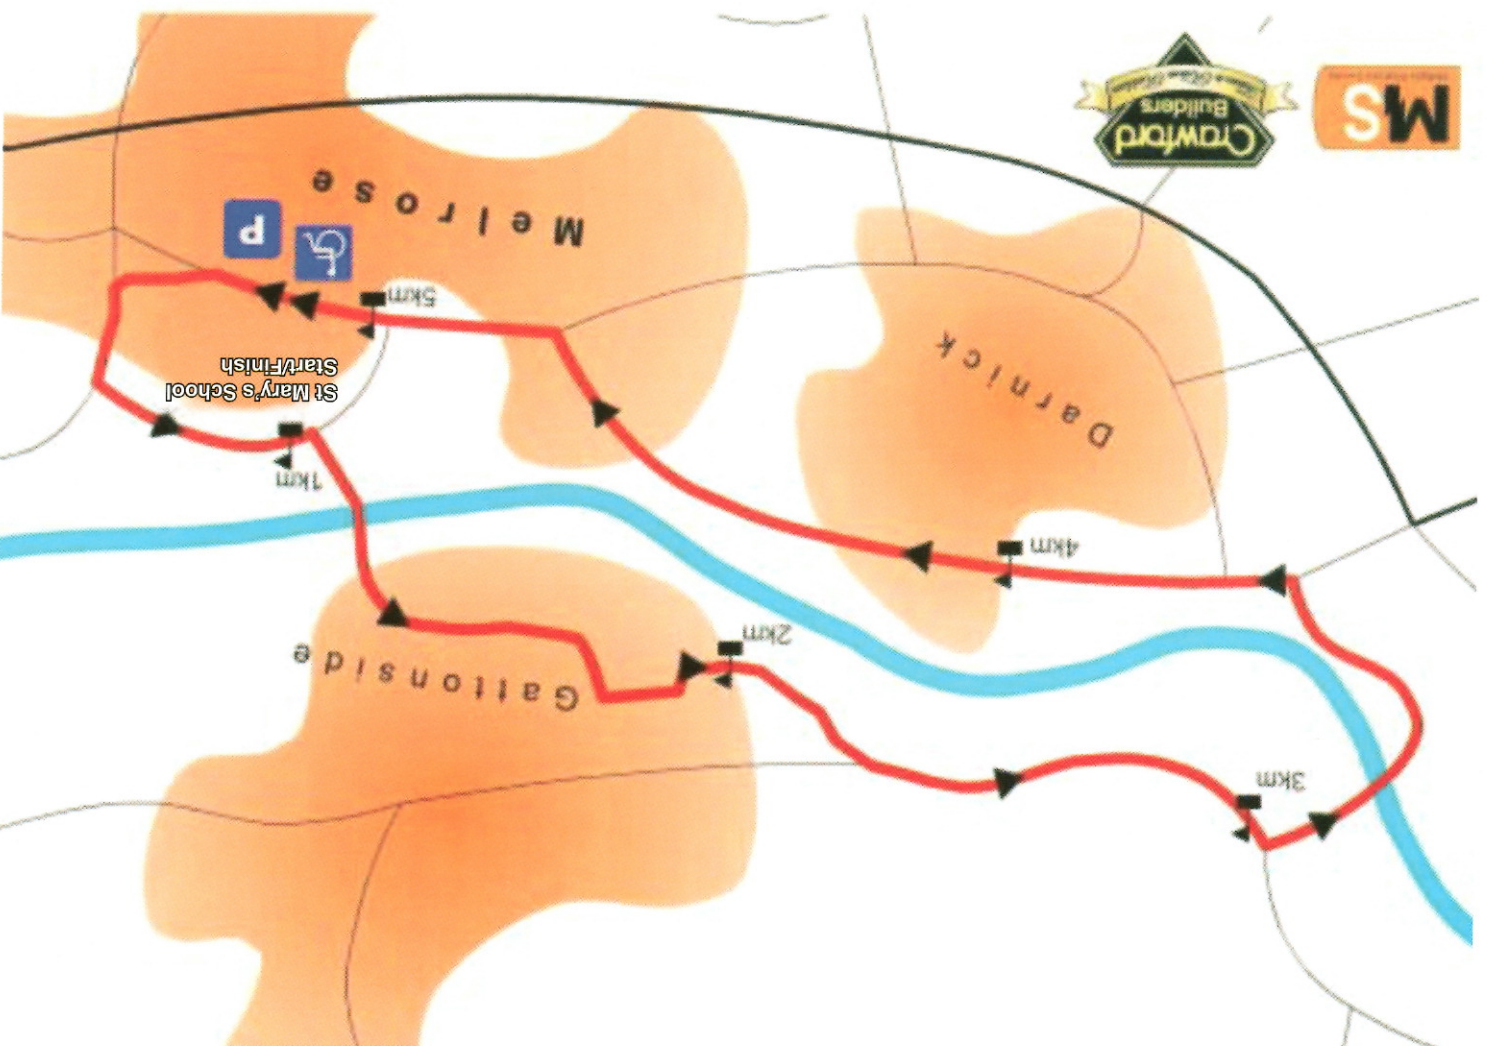 Gattonside
3km
2km
4km
1km
Darnick
St Mary's School
Start/Finish
5km
Melrose
P
MS
Crawford
Builders